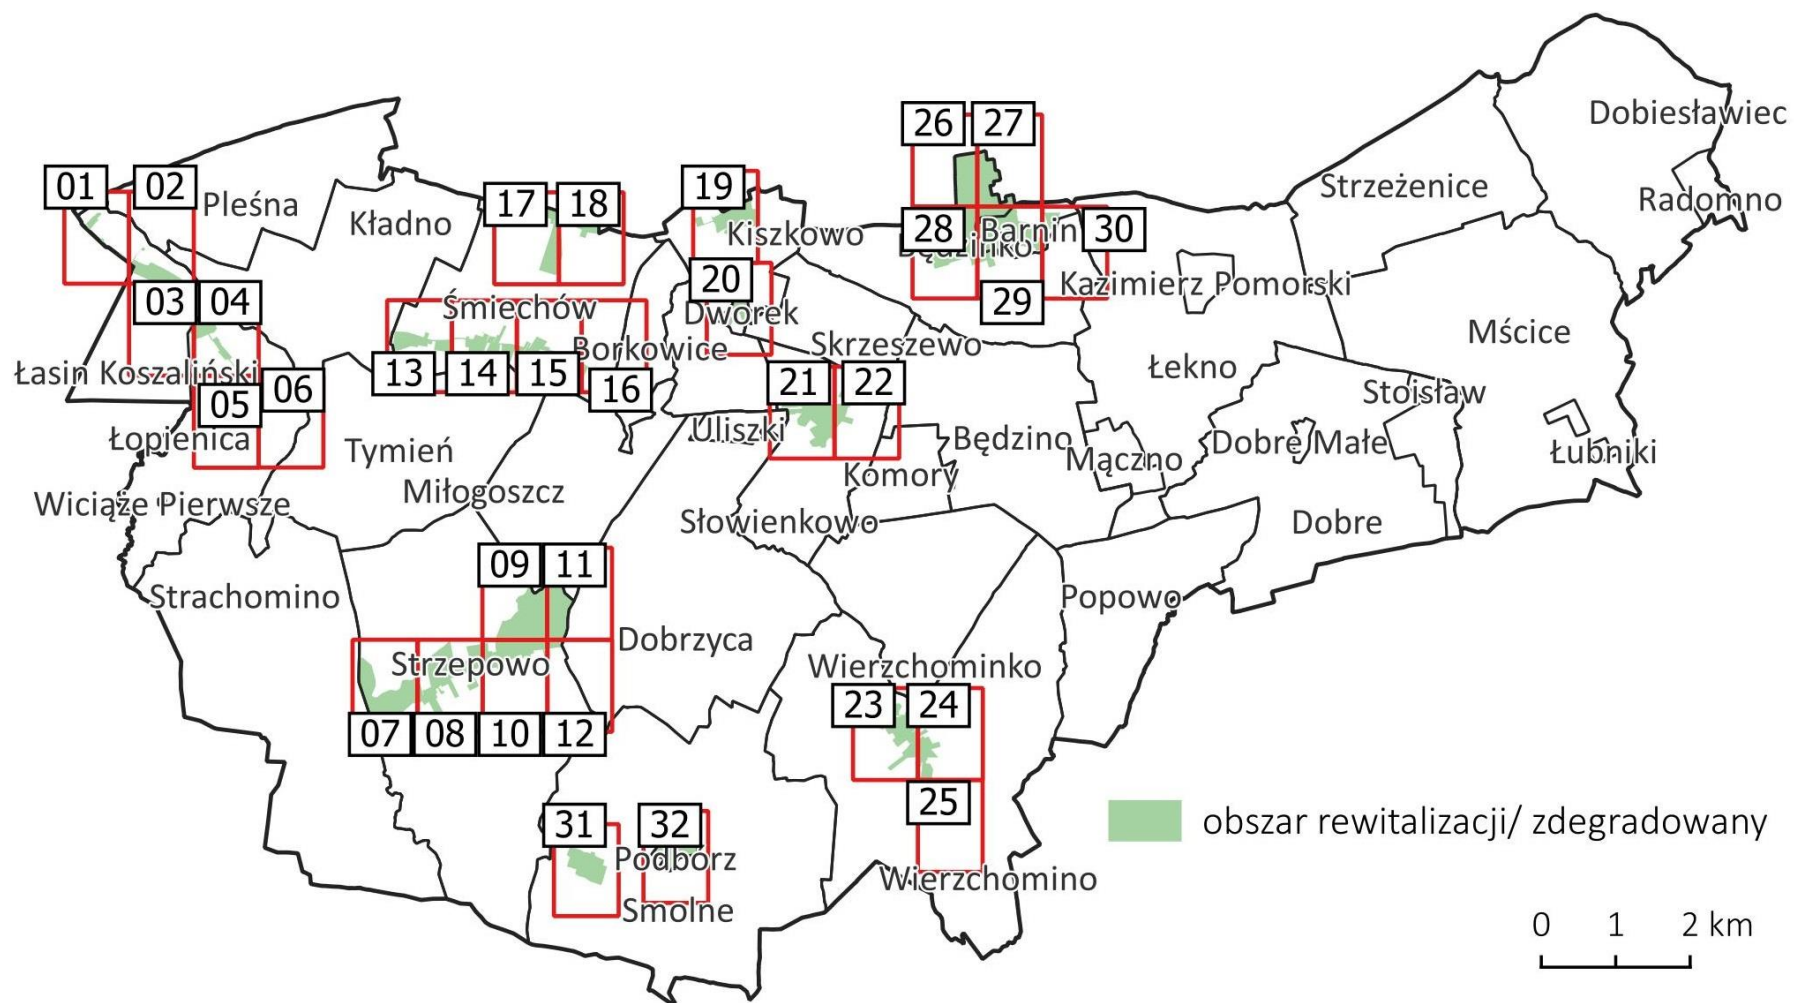 Dobiesławiec
26 27
Strzeżenice
01 02
Pleśna
17 18
19
Radomno
Kładno
Kiszkowo
28
Barnin
30
Będzinko
20
Kazimierz Pomorski
03 04
Śmiechów
29
Dworek
Mścice
Borkowice
Skrzeszewo
Łasin Koszaliński
13 14 15
16
06
21 22
Łekno
Stoisław
05
Łopienica
Uliszki
Będzino
Dobre Małe
Tymień
Mączno
Łubniki
Komory
Miłogoszcz
Wiciąże Pierwsze
Słowienkowo
Dobre
09 11
Strachomino
Popowo
Dobrzyca
Strzepowo
Wierzchominko
23 24
07 08 10 12
25
31 32
obszar rewitalizacji/ zdegradowany
Podborz
Wierzchomino
Smolne
0 1 2 km